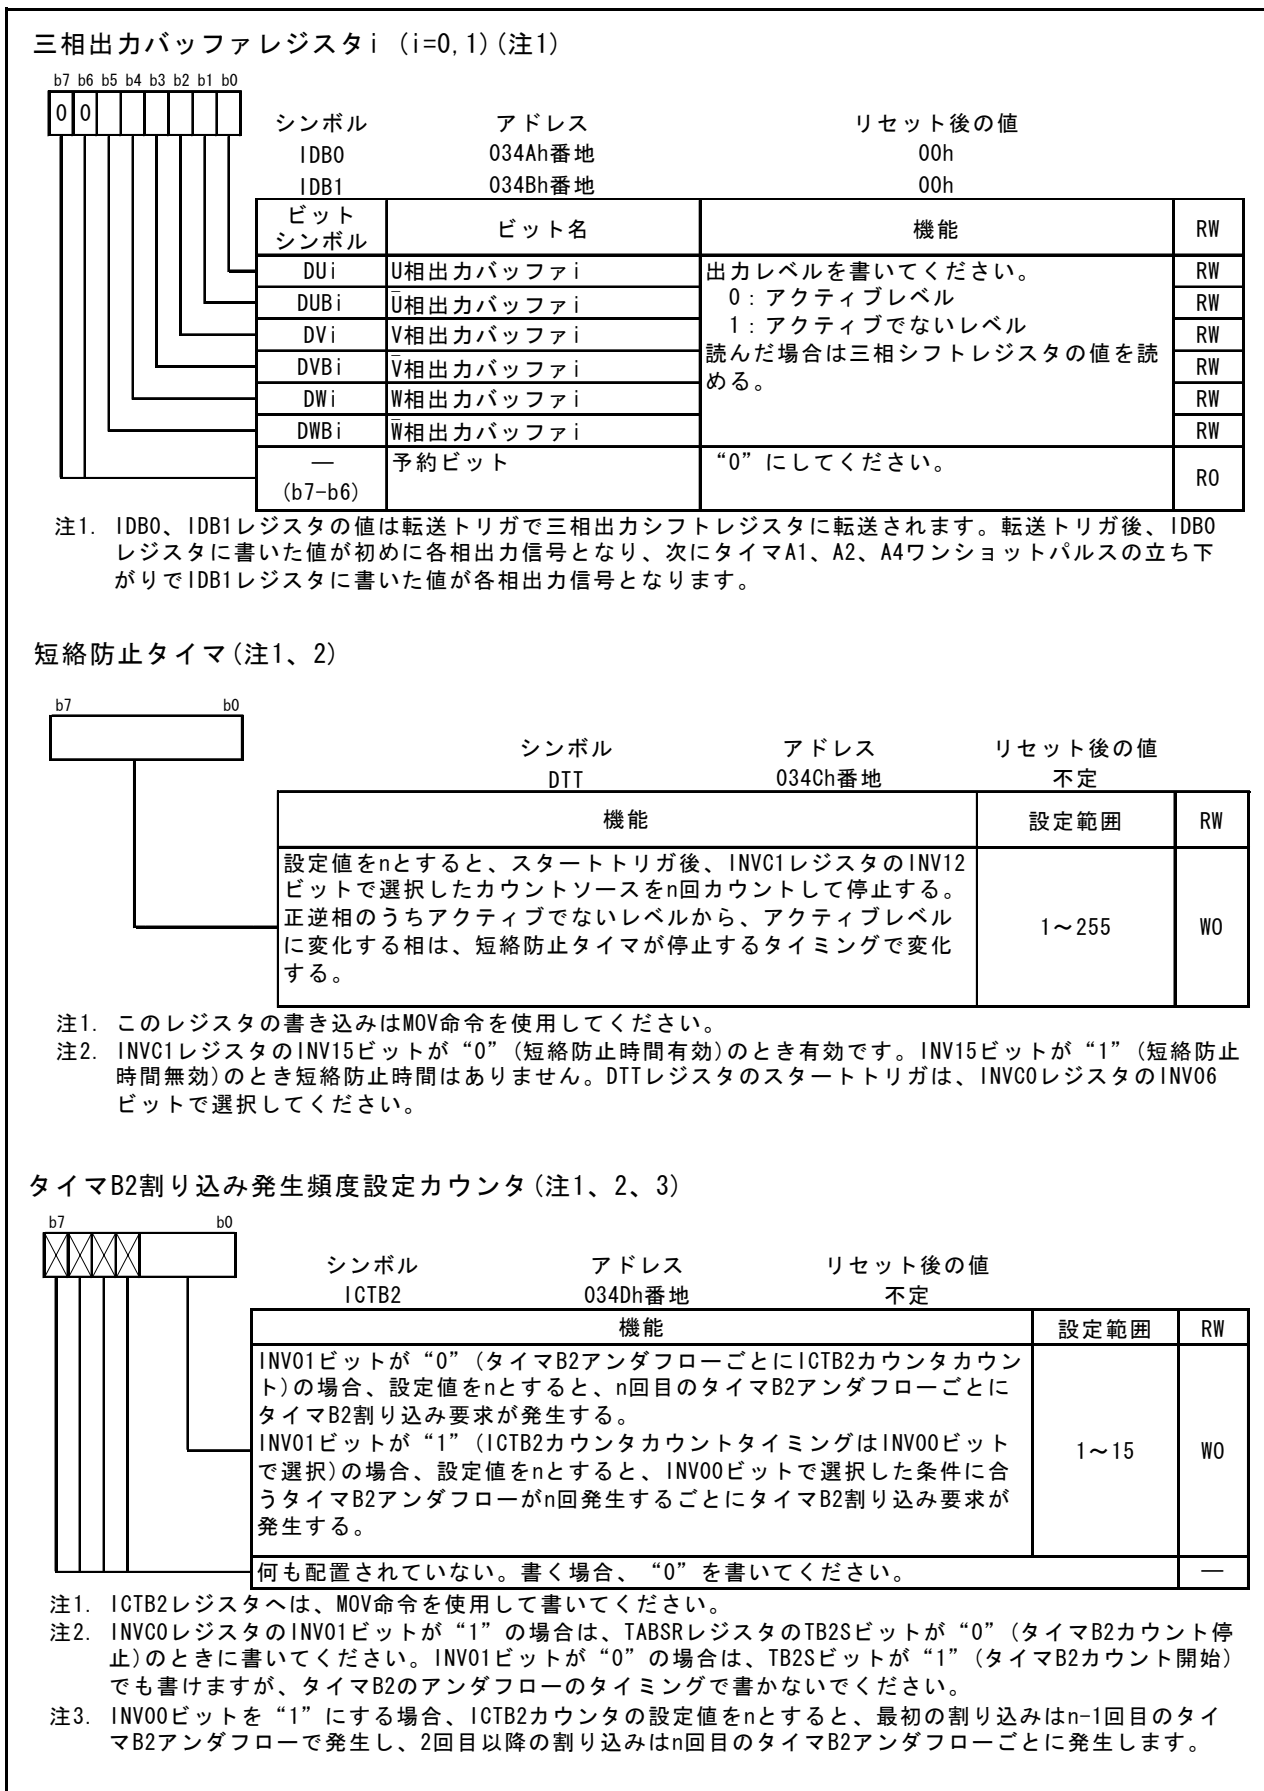 三相出力バッファレジスタi (i=0,1)(注1)
b7 b6 b5 b4 b3 b2 b1 b0
0 0
シンボル アドレス リセット後の値
IDB0 034Ah番地 00h
IDB1 034Bh番地 00h
ビット
シンボル ビット名 機能 RW
DUi U相出力バッファi 出力レベルを書いてください。 RW
DUBi U̅相出力バッファi 0：アクティブレベル RW
DVi V相出力バッファi 1：アクティブでないレベル RW
DVBi V̅相出力バッファi 読んだ場合は三相シフトレジスタの値を読 RW
める。
DWi W相出力バッファi RW
DWBi W̅相出力バッファi RW
―
(b7-b6) 予約ビット “0”にしてください。 RO
注1. IDB0、IDB1レジスタの値は転送トリガで三相出力シフトレジスタに転送されます。転送トリガ後、IDB0
レジスタに書いた値が初めに各相出力信号となり、次にタイマA1、A2、A4ワンショットパルスの立ち下
がりでIDB1レジスタに書いた値が各相出力信号となります。
短絡防止タイマ(注1、2)
b7 b0
シンボル アドレス リセット後の値
DTT 034Ch番地 不定
機能 設定範囲 RW
設定値をnとすると、スタートトリガ後、INVC1レジスタのINV12
ビットで選択したカウントソースをn回カウントして停止する。
正逆相のうちアクティブでないレベルから、アクティブレベル
に変化する相は、短絡防止タイマが停止するタイミングで変化
する。
1～255 WO
注1. このレジスタの書き込みはMOV命令を使用してください。
注2. INVC1レジスタのINV15ビットが“0”(短絡防止時間有効)のとき有効です。INV15ビットが“1”(短絡防止
時間無効)のとき短絡防止時間はありません。DTTレジスタのスタートトリガは、INVC0レジスタのINV06
ビットで選択してください。
タイマB2割り込み発生頻度設定カウンタ(注1、2、3)
b7 b0
シンボル アドレス リセット後の値
ICTB2 034Dh番地 不定
機能 設定範囲 RW
INV01ビットが“0”(タイマB2アンダフローごとにICTB2カウンタカウン
ト)の場合、設定値をnとすると、n回目のタイマB2アンダフローごとに
タイマB2割り込み要求が発生する。
INV01ビットが“1”(ICTB2カウンタカウントタイミングはINV00ビット
で選択)の場合、設定値をnとすると、INV00ビットで選択した条件に合
うタイマB2アンダフローがn回発生するごとにタイマB2割り込み要求が
発生する。
1～15 WO
何も配置されていない。書く場合、“0”を書いてください。 ―
注1. ICTB2レジスタへは、MOV命令を使用して書いてください。
注2. INVC0レジスタのINV01ビットが“1”の場合は、TABSRレジスタのTB2Sビットが“0”(タイマB2カウント停
止)のときに書いてください。INV01ビットが“0”の場合は、TB2Sビットが“1”(タイマB2カウント開始)
でも書けますが、タイマB2のアンダフローのタイミングで書かないでください。
注3. INV00ビットを“1”にする場合、ICTB2カウンタの設定値をnとすると、最初の割り込みはn-1回目のタイ
マB2アンダフローで発生し、2回目以降の割り込みはn回目のタイマB2アンダフローごとに発生します。